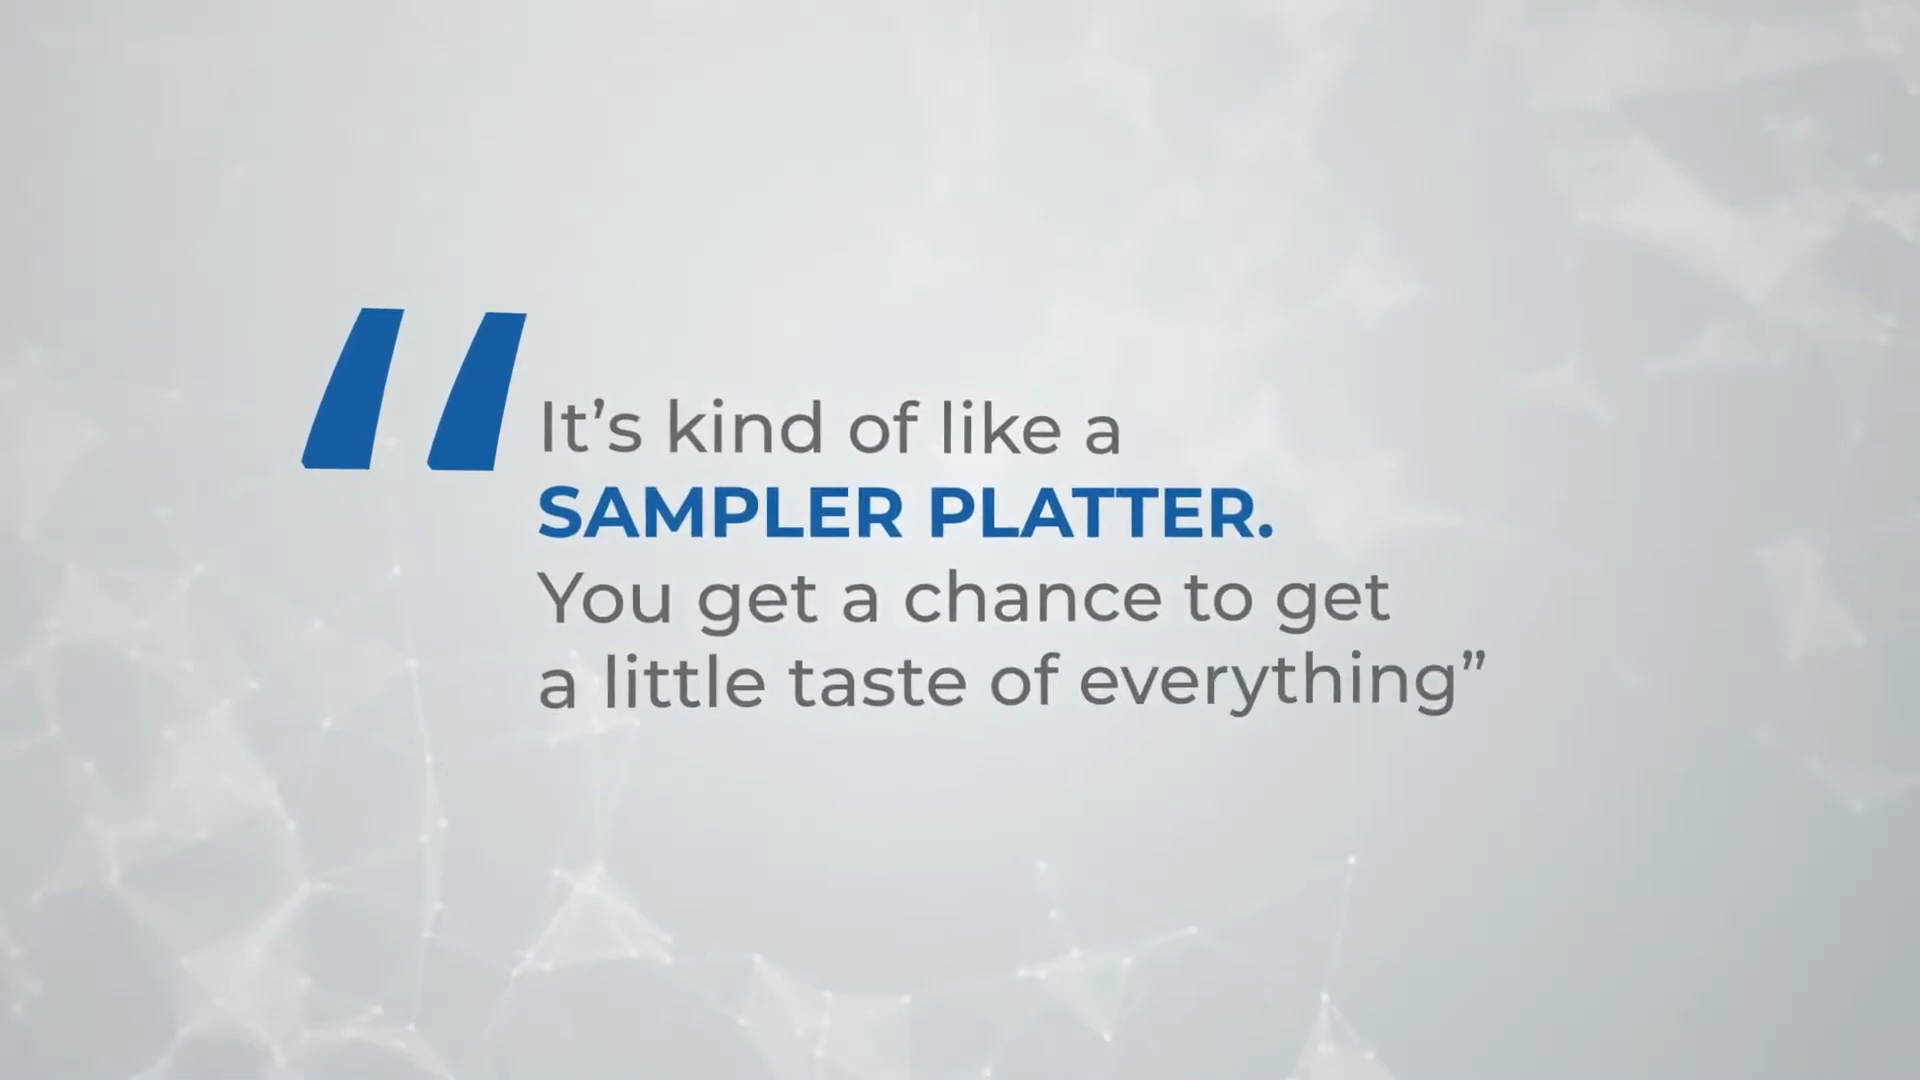 “It’s kind of like a
SAMPLER PLATTER.
You get a chance to get
a little taste of everything”